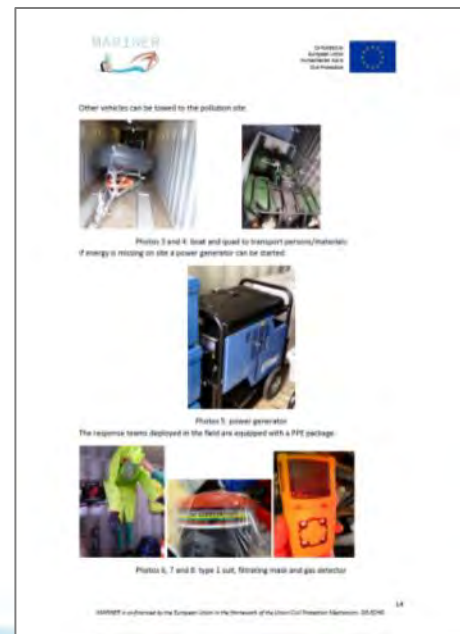 MARINER
Co-funded by
European Union
Humanitarian Aid &
Civil Protection
Other vehicles can be towed to the pollution site:
Photos 3 and 4: boat and quad to transport persons/materials
If energy is missing on site a power generator can be started:
Photos 5: power generator
The response teams deployed in the field are equipped with a PPE package:
Photos 6, 7 and 8: type 1 suit, filtrating mask and gas detector
14
MARINER is co-financed by the European Union in the framework of the Union Civil Protection Mechanism. DG-ECHO